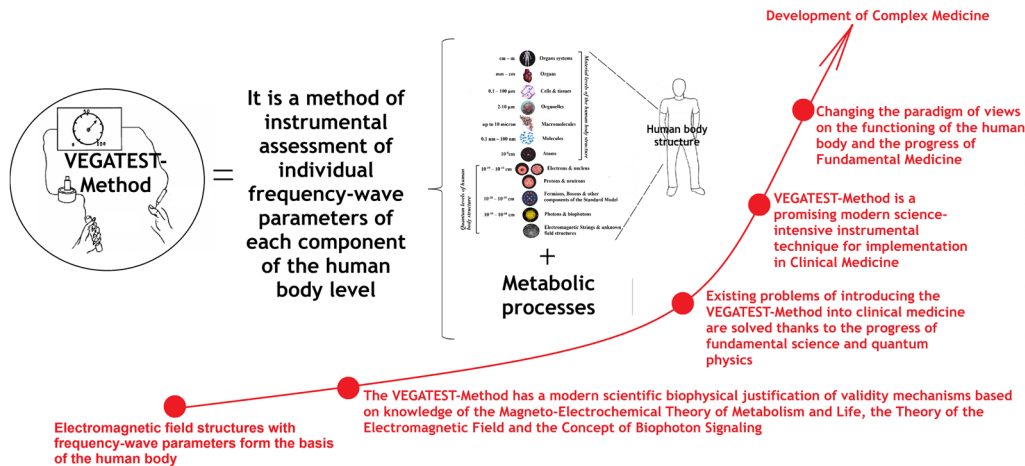 Development of Complex Medicine
50
0
100
VEGATEST-
Method
=
It is a method of
instrumental
assessment of
individual
frequency-wave
parameters of
each component
of the human
body level
cm – m
Organs systems
mm – cm
Organs
0,1 – 100 µm
Cells & tissues
2-10 µm
Organelles
up to 10 micron
Macromolecules
0.1 nm – 100 nm
Molecules
Atoms
Electrons & nucleus
Protons & neutrons
Fermions, Bosons & other
components of the Standard Model
Photons & biophotons
Electromagnetic Strings & unknown
field structures
Material levels of the human body structure
Quantum levels of human
body structure
Human body
structure
+
Metabolic
processes
Changing the paradigm of views
on the functioning of the human
body and the progress of
Fundamental Medicine
VEGATEST-Method is a
promising modern science-
intensive instrumental
technique for implementation
in Clinical Medicine
Existing problems of introducing the
VEGATEST-Method into clinical medicine
are solved thanks to the progress of
fundamental science and quantum
physics
The VEGATEST-Method has a modern scientific biophysical justification of validity mechanisms based
on knowledge of the Magneto-Electrochemical Theory of Metabolism and Life, the Theory of the
Electromagnetic Field and the Concept of Biophoton Signaling
Electromagnetic field structures with
frequency-wave parameters form the basis
of the human body